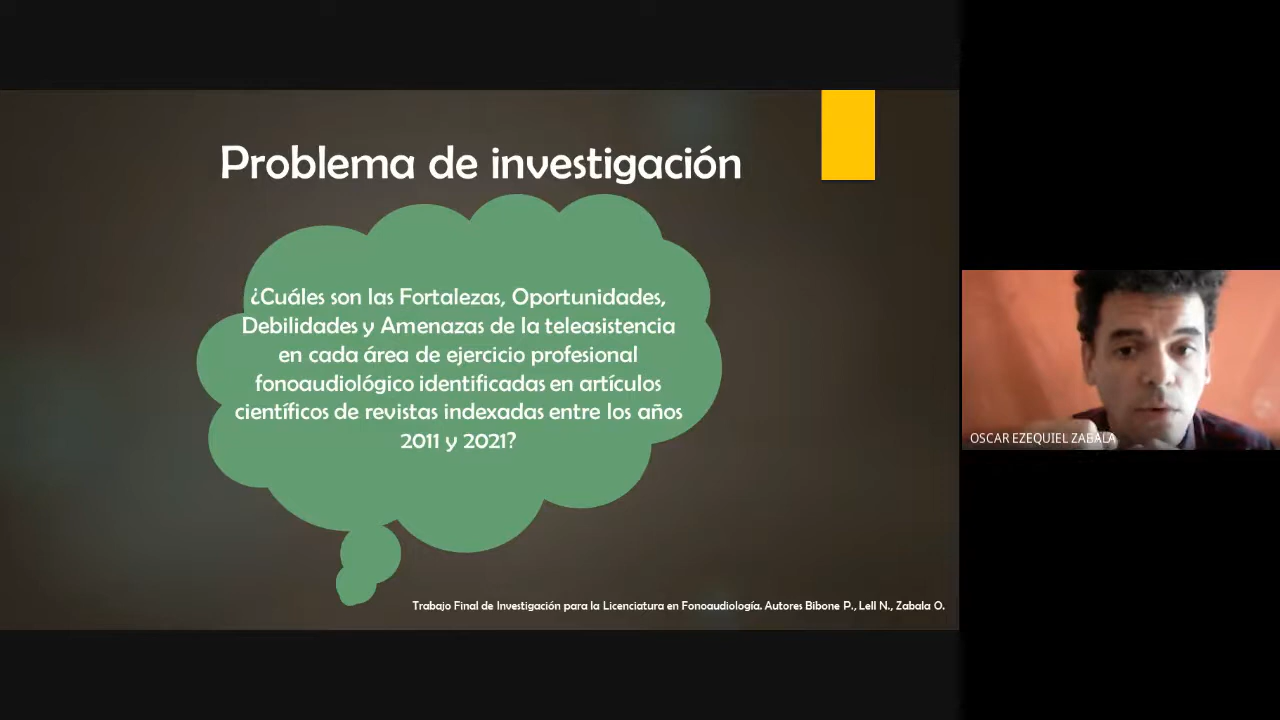 Problema de investigación
¿Cuáles son las Fortalezas, Oportunidades,
Debilidades y Amenazas de la teleasistencia
en cada área de ejercicio profesional
fonoaudiológico identificadas en artículos
científicos de revistas indexadas entre los años
2011 y 2021?
Trabajo Final de Investigación para la Licenciatura en Fonoaudiología. Autores Bibone P., Lell N., Zabala O.
OSCAR EZEQUIEL ZABALA